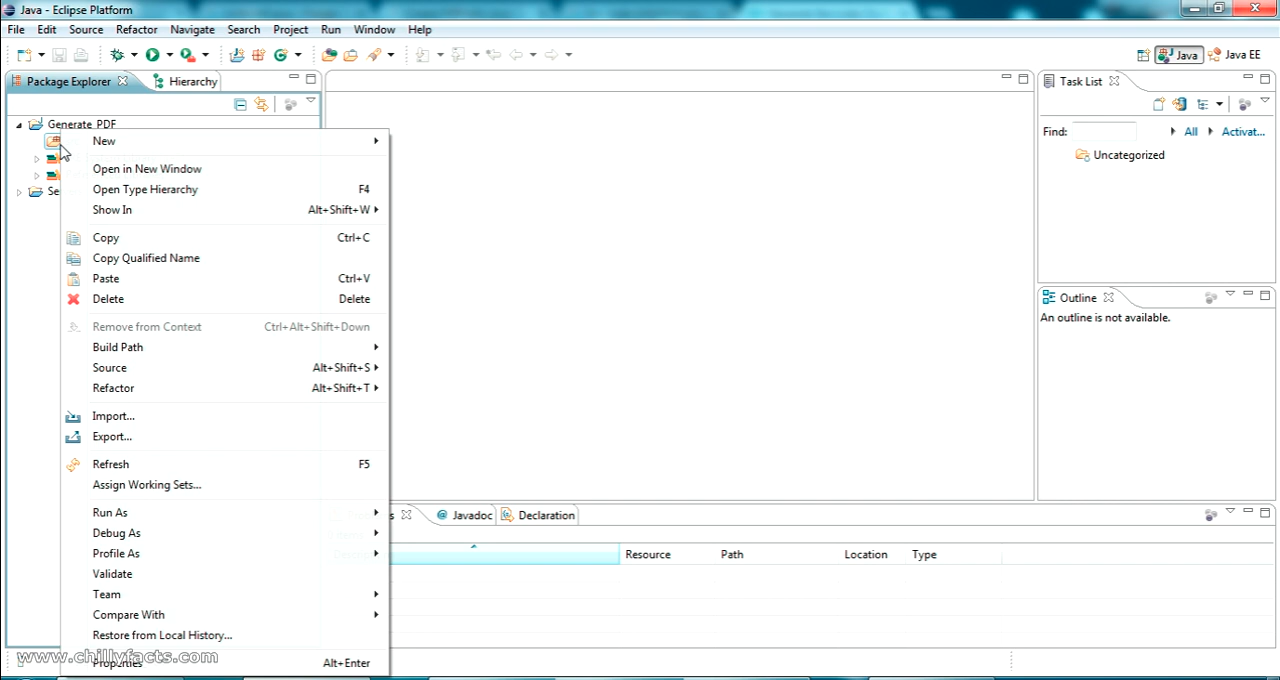 Java - Eclipse Platform
File Edit Source Refactor Navigate Search Project Run Window Help
Java Java EE
Package Explorer Hierarchy
Task List
Find: All Activat...
Uncategorized
Generate PDF
Se
New
Open in New Window
Open Type Hierarchy F4
Show In Alt+Shift+W
Copy Ctrl+C
Copy Qualified Name
Paste Ctrl+V
Delete Delete
Remove from Context Ctrl+Alt+Shift+Down
Build Path
Source Alt+Shift+S
Refactor Alt+Shift+T
Import...
Export...
Refresh F5
Assign Working Sets...
Run As
Debug As
Profile As
Validate
Team
Compare With
Restore from Local History...
Properties Alt+Enter
Outline
An outline is not available.
s @ Javadoc Declaration
Resource Path Location Type
www.chillyfacts.com